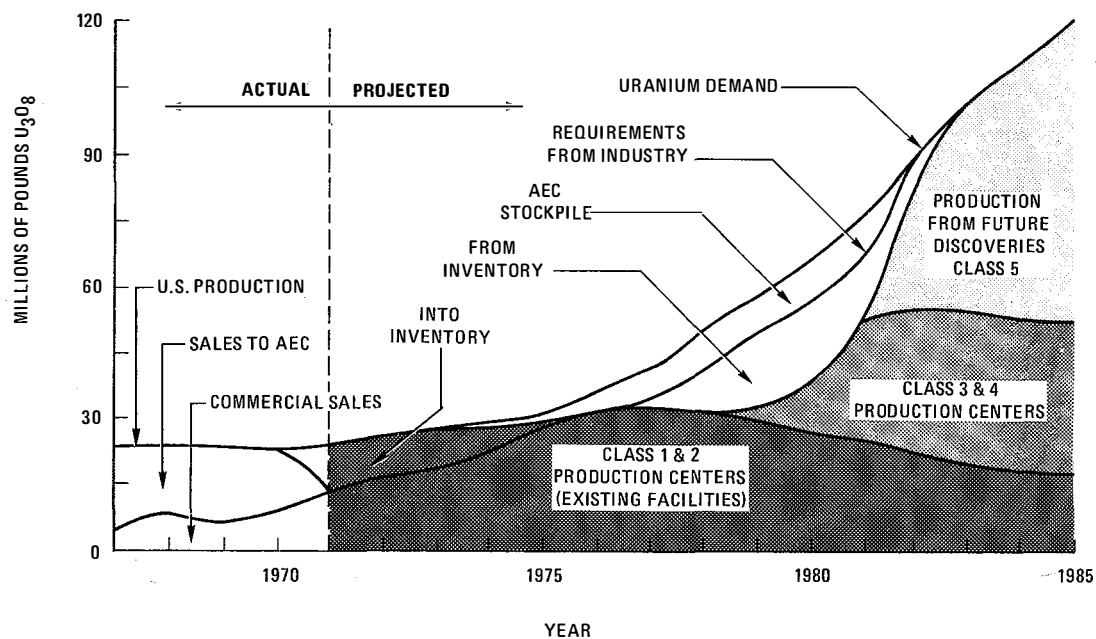 MILLIONS OF POUNDS U3O8
120
90
60
30
0
ACTUAL
PROJECTED
URANIUM DEMAND
REQUIREMENTS
FROM INDUSTRY
AEC
STOCKPILE
FROM
INVENTORY
INTO
INVENTORY
U.S. PRODUCTION
SALES TO AEC
COMMERCIAL SALES
PRODUCTION
FROM FUTURE
DISCOVERIES
CLASS 5
CLASS 3 & 4
PRODUCTION CENTERS
CLASS 1 & 2
PRODUCTION CENTERS
(EXISTING FACILITIES)
1970
1975
1980
1985
YEAR